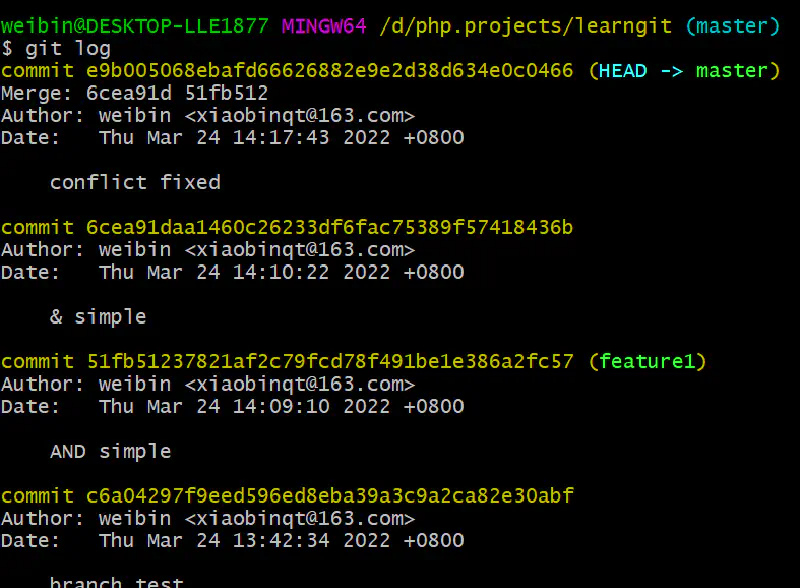 weibin@DESKTOP-LLE1877 MINGW64 /d/php.projects/learngit (master)
$ git log
commit e9b005068ebafd66626882e9e2d38d634e0c0466 (HEAD -> master)
Merge: 6cea91d 51fb512
Author: weibin <xiaobinqt@163.com>
Date:   Thu Mar 24 14:17:43 2022 +0800
conflict fixed
commit 6cea91daa1460c26233df6fac75389f57418436b
Author: weibin <xiaobinqt@163.com>
Date:   Thu Mar 24 14:10:22 2022 +0800
& simple
commit 51fb51237821af2c79fcd78f491be1e386a2fc57 (feature1)
Author: weibin <xiaobinqt@163.com>
Date:   Thu Mar 24 14:09:10 2022 +0800
AND simple
commit c6a04297f9eed596ed8eba39a3c9a2ca82e30abf
Author: weibin <xiaobinqt@163.com>
Date:   Thu Mar 24 13:42:34 2022 +0800
branch test